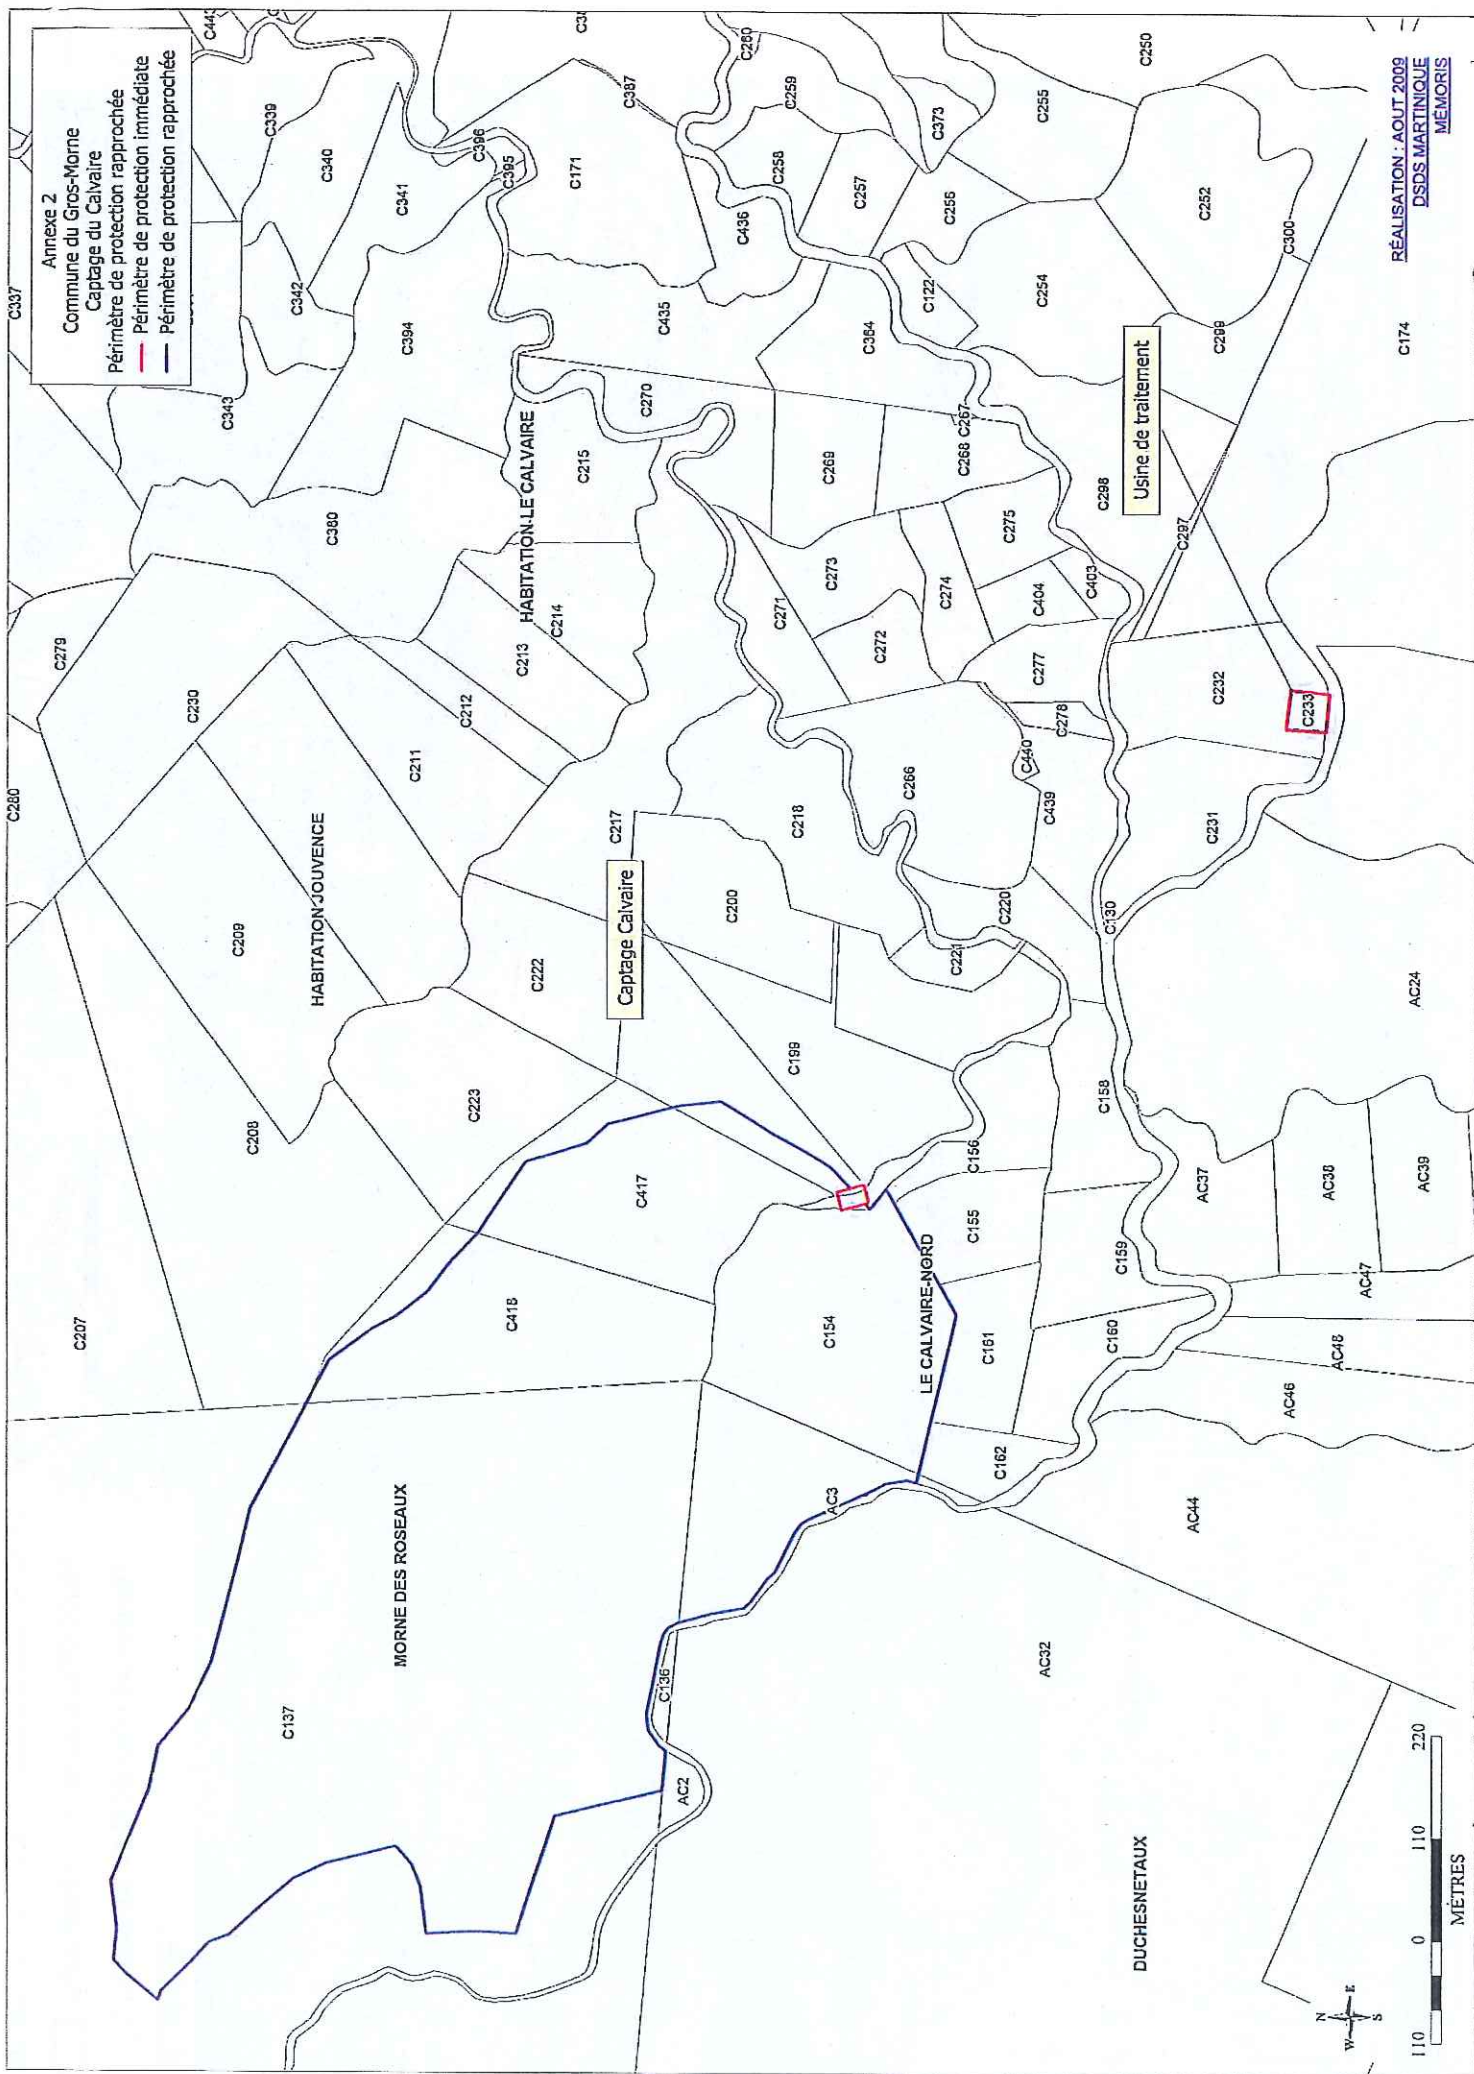 Annexe 2
Commune du Gros-Morne
Captage du Calvaire
Périmètre de protection rapprochée
Périmètre de protection immédiate
Périmètre de protection rapprochée
C337
C339
C340
C341
C342
C343
C394
C396
C395
C171
C387
C260
C259
C258
C257
C436
C435
C373
C255
C250
C255
C252
C300
C254
C122
C364
C299
C174
C270
C215
HABITATION-LE CALVAIRE
C380
C269
C268
C267
C298
Usine de traitement
C297
C275
C273
C274
C404
C403
C271
C272
C277
C278
C232
C233
C214
C213
C212
C211
C279
C230
C280
C217
C218
C266
C440
C439
C231
HABITATION JOUVENCE
C209
C222
Captage Calvaire
C200
C220
C221
C130
AC24
C199
C208
C223
C417
C156
C155
C158
AC37
AC38
AC39
C207
C418
C154
LE CALVAIRE-NORD
C161
C159
C160
AC47
AC48
AC46
C162
AC3
AC44
MORNE DES ROSEAUX
C137
C136
AC2
AC32
DUCHESNETAUX
N
W
E
S
110
0
110
220
MÈTRES
RÉALISATION : AOUT 2009
DSDS MARTINIQUE
MÉMORIS